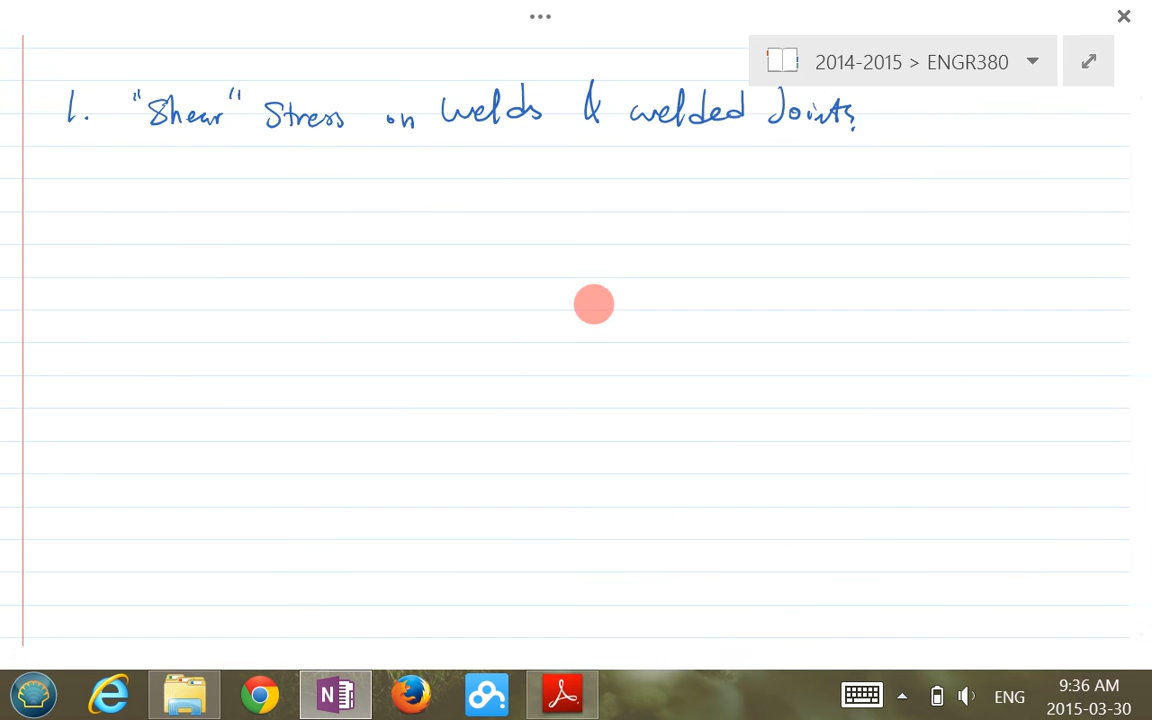 2014-2015 > ENGR380
1. "Shear" Stress on welds & welded Joints.
N
ENG
9:36 AM
2015-03-30